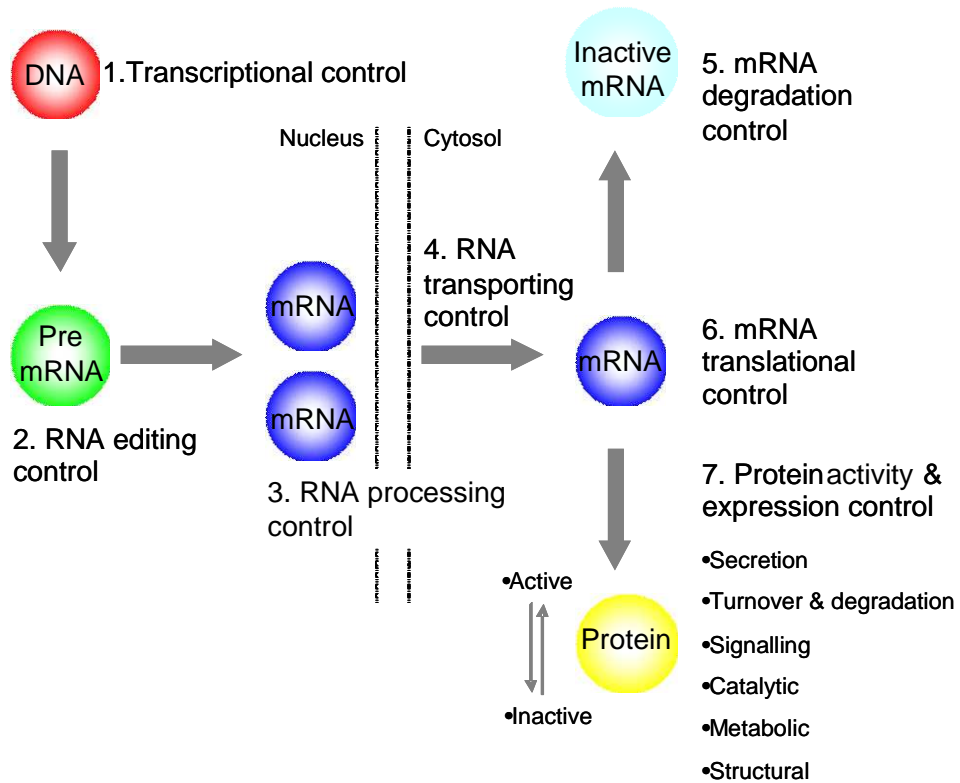 DNA
1.Transcriptional control
Inactive
mRNA
5. mRNA
degradation
control
Nucleus
Cytosol
4. RNA
transporting
control
mRNA
Pre
mRNA
mRNA
mRNA
6. mRNA
translational
control
2. RNA editing
control
3. RNA processing
control
7. Protein activity &
expression control
•Active
•Inactive
Protein
•Secretion
•Turnover & degradation
•Signalling
•Catalytic
•Metabolic
•Structural